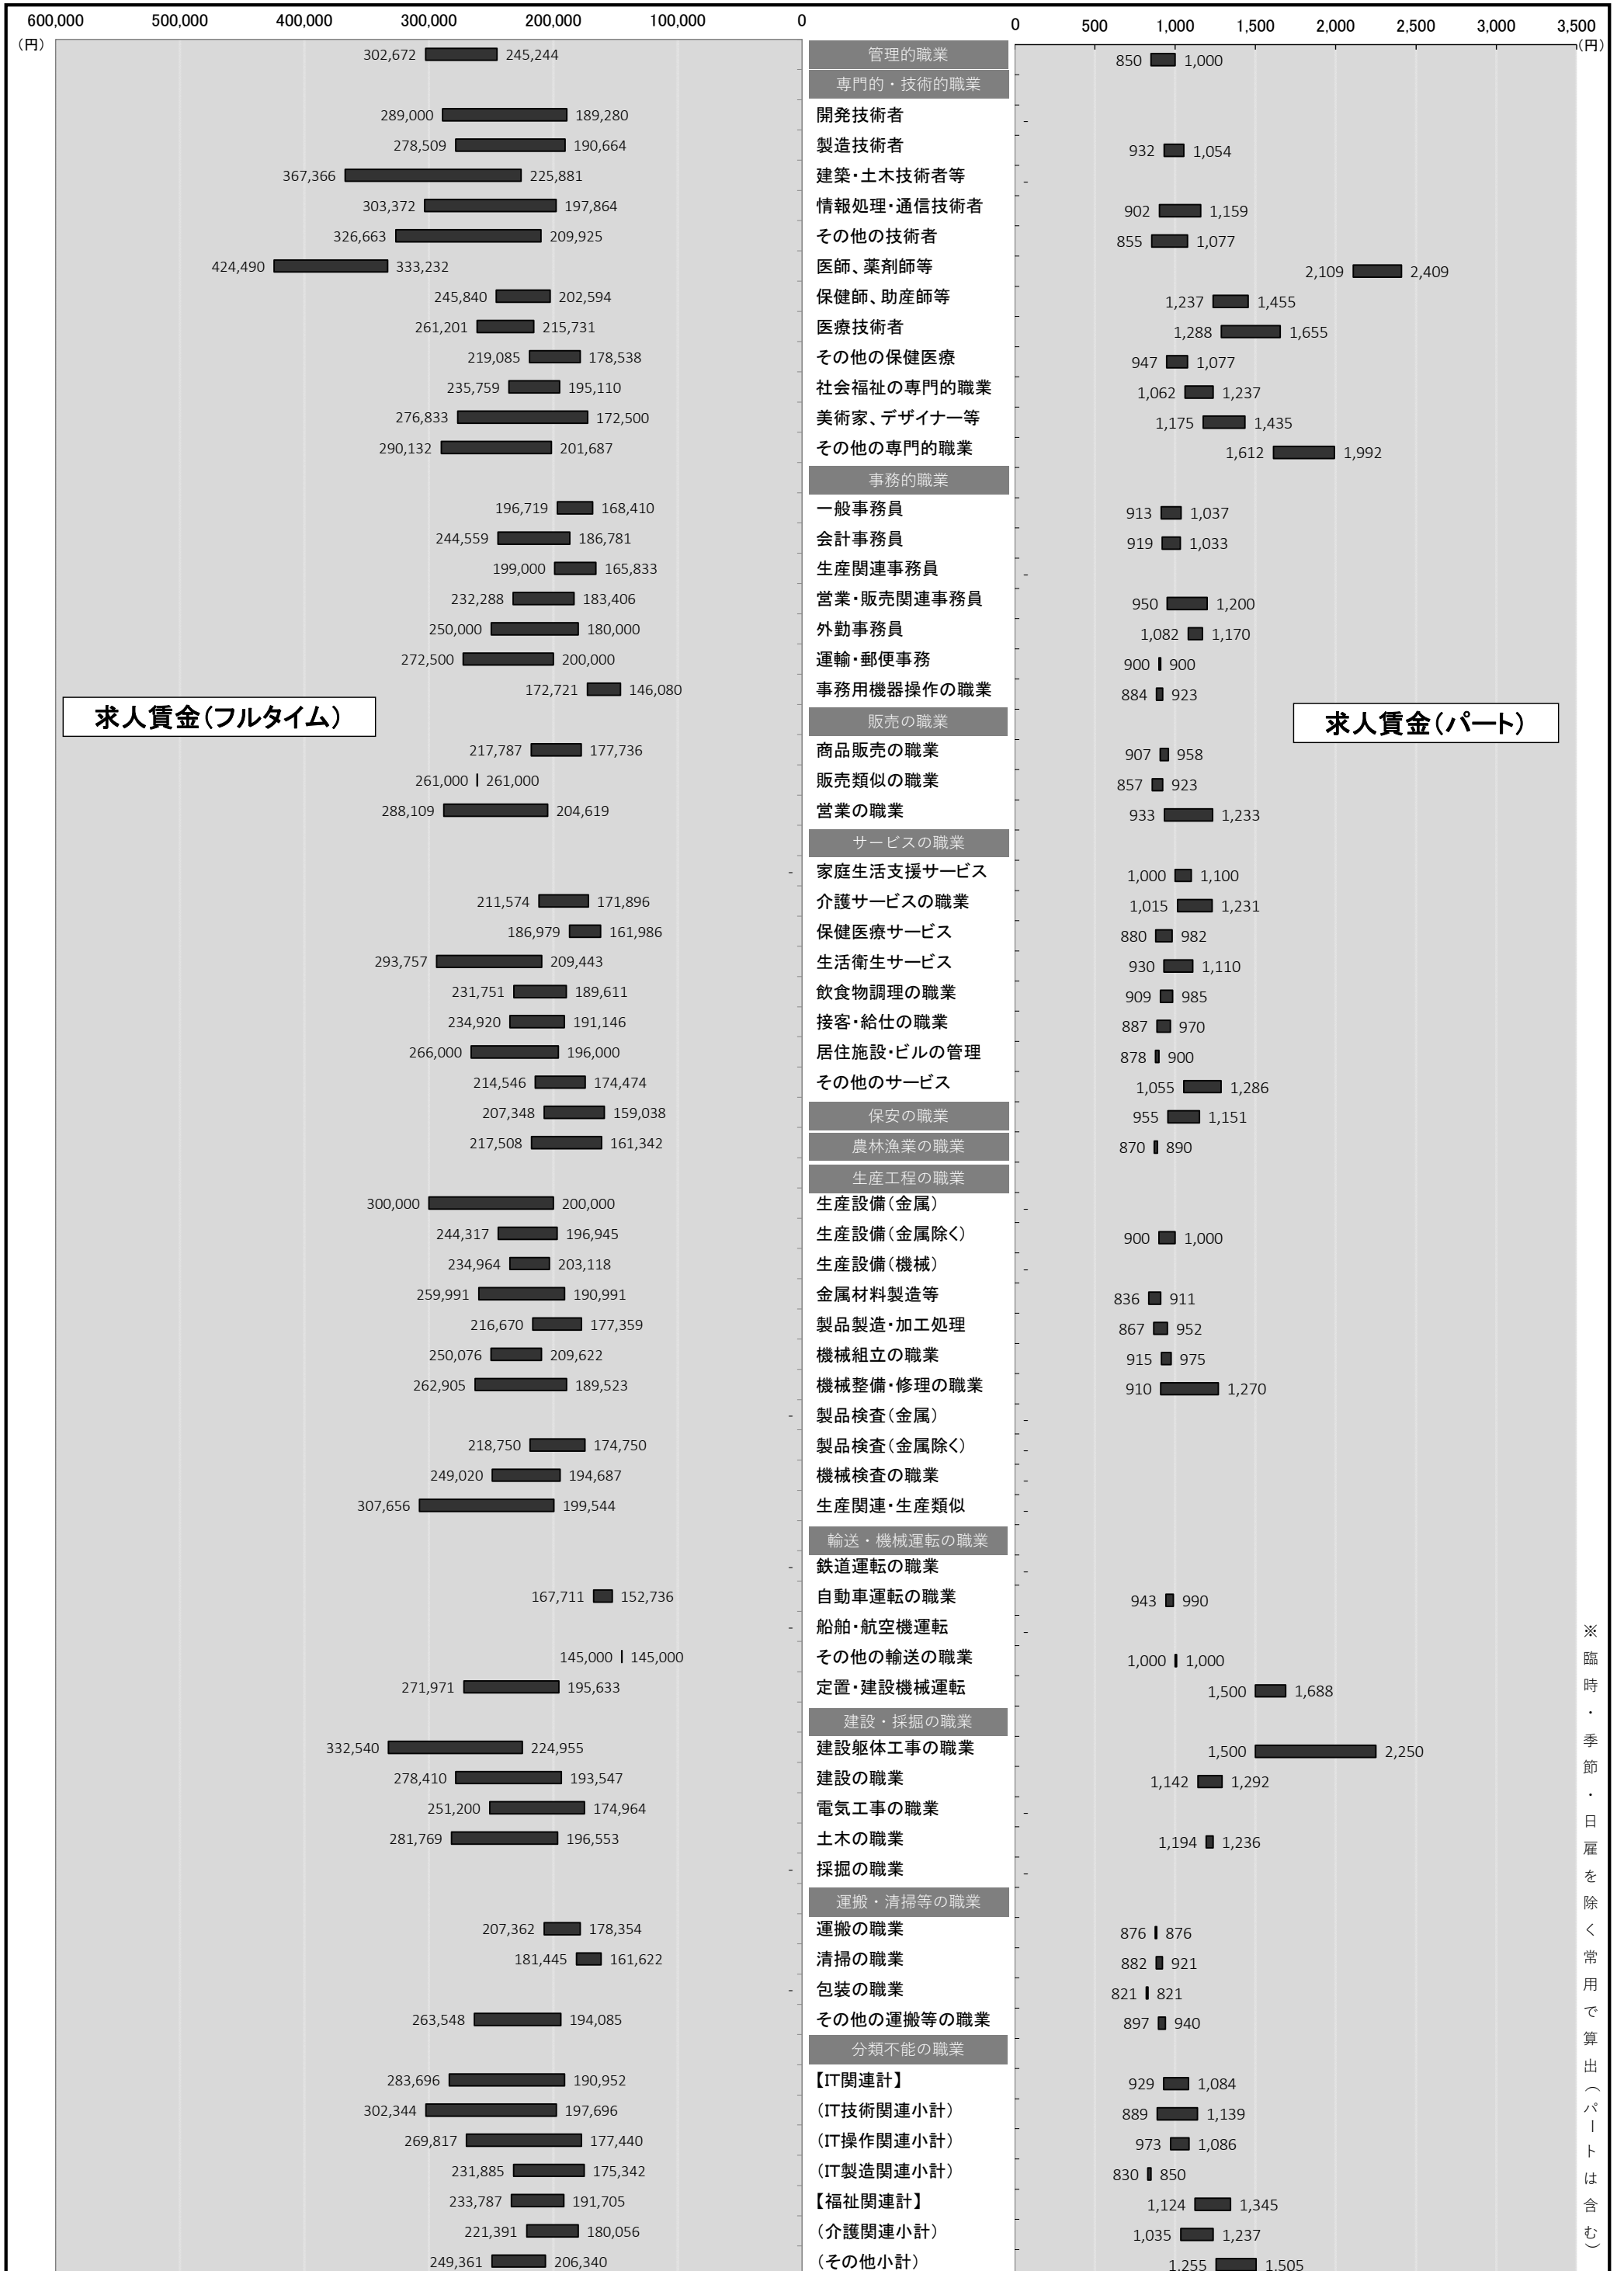 600,000 500,000 400,000 300,000 200,000 100,000 0 0 500 1,000 1,500 2,000 2,500 3,000 3,500
（円） （円）
302,672 245,244 管理的職業 850 1,000
専門的・技術的職業
289,000 189,280 開発技術者 -
278,509 190,664 製造技術者 932 1,054
367,366 225,881 建築・土木技術者等 -
303,372 197,864 情報処理・通信技術者 902 1,159
326,663 209,925 その他の技術者 855 1,077
424,490 333,232 医師、薬剤師等 2,109 2,409
245,840 202,594 保健師、助産師等 1,237 1,455
261,201 215,731 医療技術者 1,288 1,655
219,085 178,538 その他の保健医療 947 1,077
235,759 195,110 社会福祉の専門的職業 1,062 1,237
276,833 172,500 美術家、デザイナー等 1,175 1,435
290,132 201,687 その他の専門的職業 1,612 1,992
事務的職業
196,719 168,410 一般事務員 913 1,037
244,559 186,781 会計事務員 919 1,033
199,000 165,833 生産関連事務員 -
232,288 183,406 営業・販売関連事務員 950 1,200
250,000 180,000 外勤事務員 1,082 1,170
272,500 200,000 運輸・郵便事務 900 900
172,721 146,080 事務用機器操作の職業 884 923
求人賃金（フルタイム） 販売の職業 求人賃金（パート）
217,787 177,736 商品販売の職業 907 958
261,000 261,000 販売類似の職業 857 923
288,109 204,619 営業の職業 933 1,233
サービスの職業
- 家庭生活支援サービス 1,000 1,100
211,574 171,896 介護サービスの職業 1,015 1,231
186,979 161,986 保健医療サービス 880 982
293,757 209,443 生活衛生サービス 930 1,110
231,751 189,611 飲食物調理の職業 909 985
234,920 191,146 接客・給仕の職業 887 970
266,000 196,000 居住施設・ビルの管理 878 900
214,546 174,474 その他のサービス 1,055 1,286
207,348 159,038 保安の職業 955 1,151
217,508 161,342 農林漁業の職業 870 890
生産工程の職業
300,000 200,000 生産設備（金属） -
244,317 196,945 生産設備（金属除く） 900 1,000
234,964 203,118 生産設備（機械） -
259,991 190,991 金属材料製造等 836 911
216,670 177,359 製品製造・加工処理 867 952
250,076 209,622 機械組立の職業 915 975
262,905 189,523 機械整備・修理の職業 910 1,270
- 製品検査（金属） -
218,750 174,750 製品検査（金属除く） -
249,020 194,687 機械検査の職業 -
307,656 199,544 生産関連・生産類似 -
輸送・機械運転の職業
- 鉄道運転の職業 -
167,711 152,736 自動車運転の職業 943 990
- 船舶・航空機運転 -
145,000 145,000 その他の輸送の職業 1,000 1,000
271,971 195,633 定置・建設機械運転 1,500 1,688
建設・採掘の職業
332,540 224,955 建設躯体工事の職業 1,500 2,250
278,410 193,547 建設の職業 1,142 1,292
251,200 174,964 電気工事の職業 -
281,769 196,553 土木の職業 1,194 1,236
- 採掘の職業 -
運搬・清掃等の職業
207,362 178,354 運搬の職業 876 876
181,445 161,622 清掃の職業 882 921
- 包装の職業 821 821
263,548 194,085 その他の運搬等の職業 897 940
分類不能の職業
283,696 190,952 【IT関連計】 929 1,084
302,344 197,696 （IT技術関連小計） 889 1,139
269,817 177,440 （IT操作関連小計） 973 1,086
231,885 175,342 （IT製造関連小計） 830 850
233,787 191,705 【福祉関連計】 1,124 1,345
221,391 180,056 （介護関連小計） 1,035 1,237
249,361 206,340 （その他小計） 1,255 1,505
※臨時・季節・日雇を除く常用で算出（パートは含む）